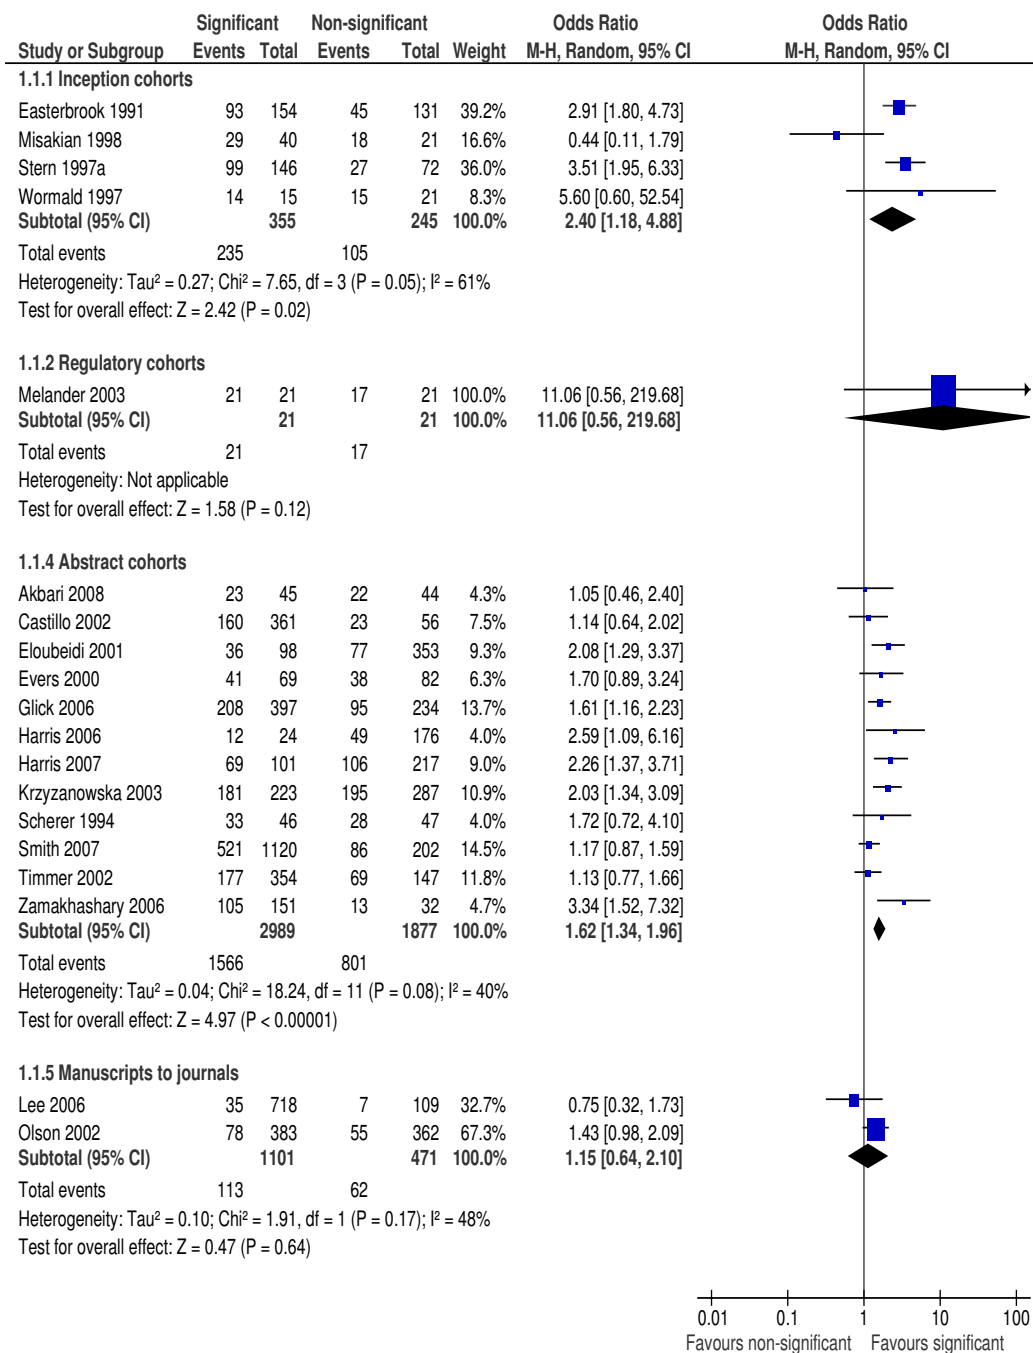 Significant Non-significant Odds Ratio Odds Ratio
Study or Subgroup Events Total Events Total Weight M-H, Random, 95% CI M-H, Random, 95% CI
1.1.1 Inception cohorts
Easterbrook 1991 93 154 45 131 39.2% 2.91 [1.80, 4.73]
Misakian 1998 29 40 18 21 16.6% 0.44 [0.11, 1.79]
Stern 1997a 99 146 27 72 36.0% 3.51 [1.95, 6.33]
Wormald 1997 14 15 15 21 8.3% 5.60 [0.60, 52.54]
Subtotal (95% CI) 355 245 100.0% 2.40 [1.18, 4.88]
Total events 235 105
Heterogeneity: Tau² = 0.27; Chi² = 7.65, df = 3 (P = 0.05); I² = 61%
Test for overall effect: Z = 2.42 (P = 0.02)
1.1.2 Regulatory cohorts
Melander 2003 21 21 17 21 100.0% 11.06 [0.56, 219.68]
Subtotal (95% CI) 21 21 100.0% 11.06 [0.56, 219.68]
Total events 21 17
Heterogeneity: Not applicable
Test for overall effect: Z = 1.58 (P = 0.12)
1.1.4 Abstract cohorts
Akbari 2008 23 45 22 44 4.3% 1.05 [0.46, 2.40]
Castillo 2002 160 361 23 56 7.5% 1.14 [0.64, 2.02]
Eloubeidi 2001 36 98 77 353 9.3% 2.08 [1.29, 3.37]
Evers 2000 41 69 38 82 6.3% 1.70 [0.89, 3.24]
Glick 2006 208 397 95 234 13.7% 1.61 [1.16, 2.23]
Harris 2006 12 24 49 176 4.0% 2.59 [1.09, 6.16]
Harris 2007 69 101 106 217 9.0% 2.26 [1.37, 3.71]
Krzyzanowska 2003 181 223 195 287 10.9% 2.03 [1.34, 3.09]
Scherer 1994 33 46 28 47 4.0% 1.72 [0.72, 4.10]
Smith 2007 521 1120 86 202 14.5% 1.17 [0.87, 1.59]
Timmer 2002 177 354 69 147 11.8% 1.13 [0.77, 1.66]
Zamakhashary 2006 105 151 13 32 4.7% 3.34 [1.52, 7.32]
Subtotal (95% CI) 2989 1877 100.0% 1.62 [1.34, 1.96]
Total events 1566 801
Heterogeneity: Tau² = 0.04; Chi² = 18.24, df = 11 (P = 0.08); I² = 40%
Test for overall effect: Z = 4.97 (P < 0.00001)
1.1.5 Manuscripts to journals
Lee 2006 35 718 7 109 32.7% 0.75 [0.32, 1.73]
Olson 2002 78 383 55 362 67.3% 1.43 [0.98, 2.09]
Subtotal (95% CI) 1101 471 100.0% 1.15 [0.64, 2.10]
Total events 113 62
Heterogeneity: Tau² = 0.10; Chi² = 1.91, df = 1 (P = 0.17); I² = 48%
Test for overall effect: Z = 0.47 (P = 0.64)
0.01 0.1 1 10 100
Favours non-significant Favours significant